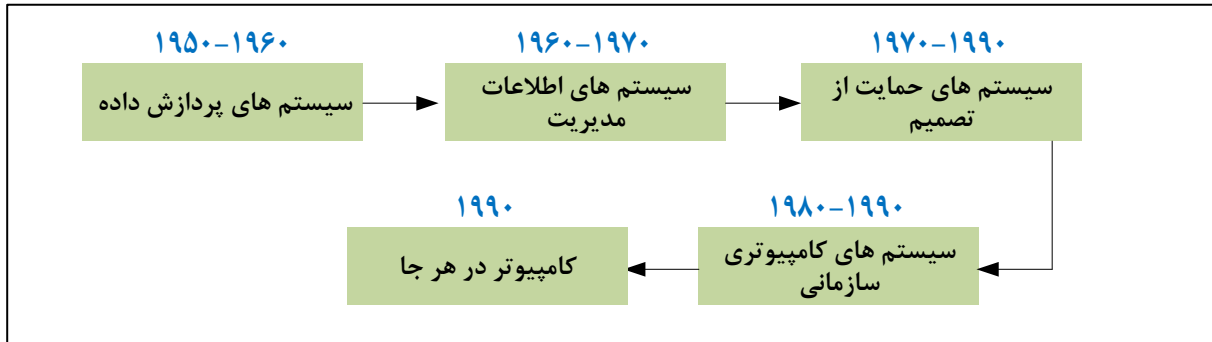 ۱۹۵۰-۱۹۶۰
سیستم های پردازش داده
۱۹۶۰-۱۹۷۰
سیستم های اطلاعات
مدیریت
۱۹۷۰-۱۹۹۰
سیستم های حمایت از
تصمیم
۱۹۸۰-۱۹۹۰
سیستم های کامپیوتری
سازمانی
۱۹۹۰
کامپیوتر در هر جا